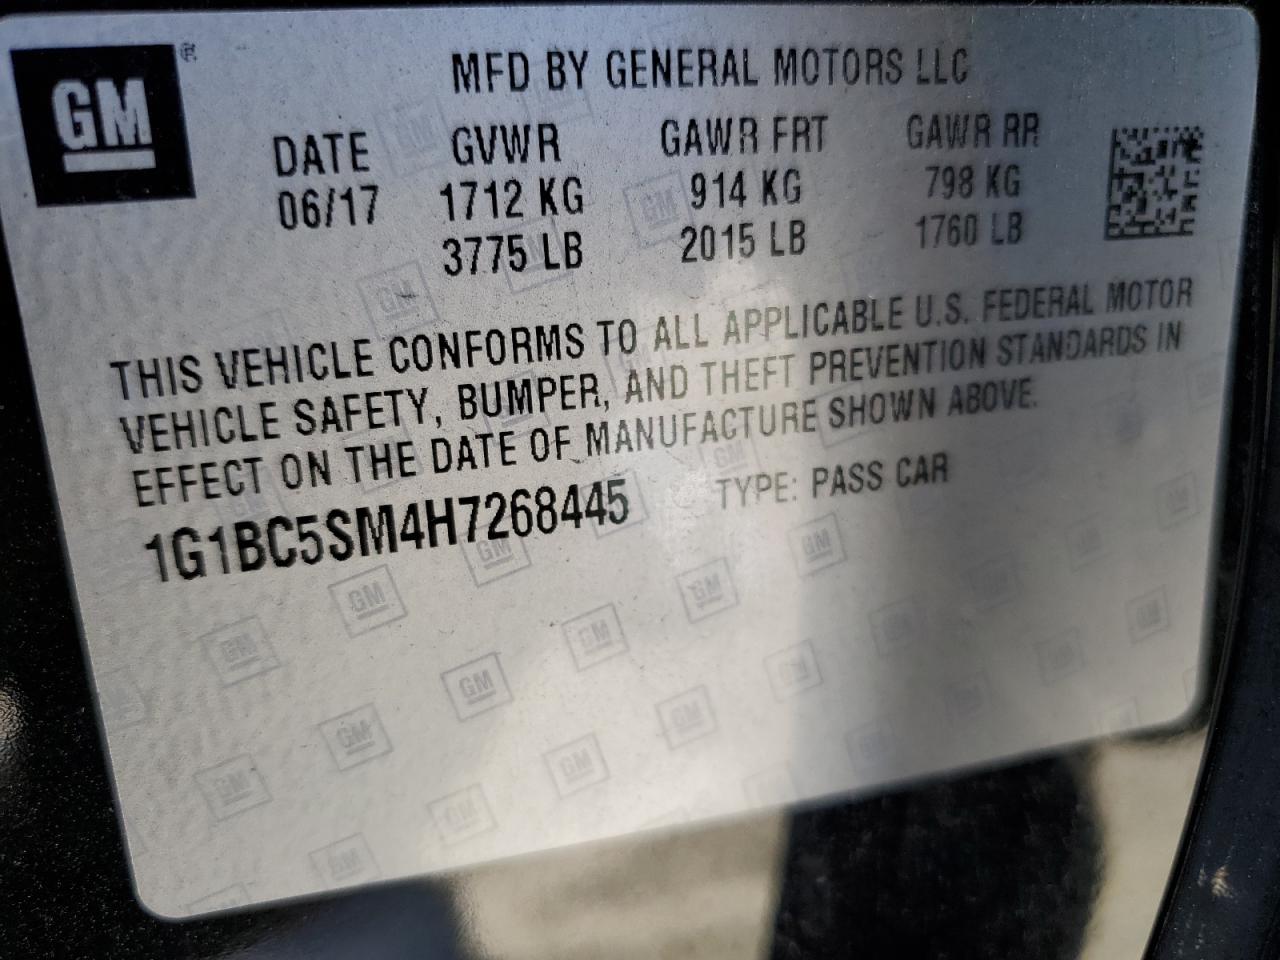 GM ®
MFD BY GENERAL MOTORS LLC
DATE GVWR GAWR FRT GAWR RR
06/17 1712 KG 914 KG 798 KG
3775 LB 2015 LB 1760 LB
THIS VEHICLE CONFORMS TO ALL APPLICABLE U.S. FEDERAL MOTOR
VEHICLE SAFETY, BUMPER, AND THEFT PREVENTION STANDARDS IN
EFFECT ON THE DATE OF MANUFACTURE SHOWN ABOVE.
1G1BC5SM4H7268445 TYPE: PASS CAR